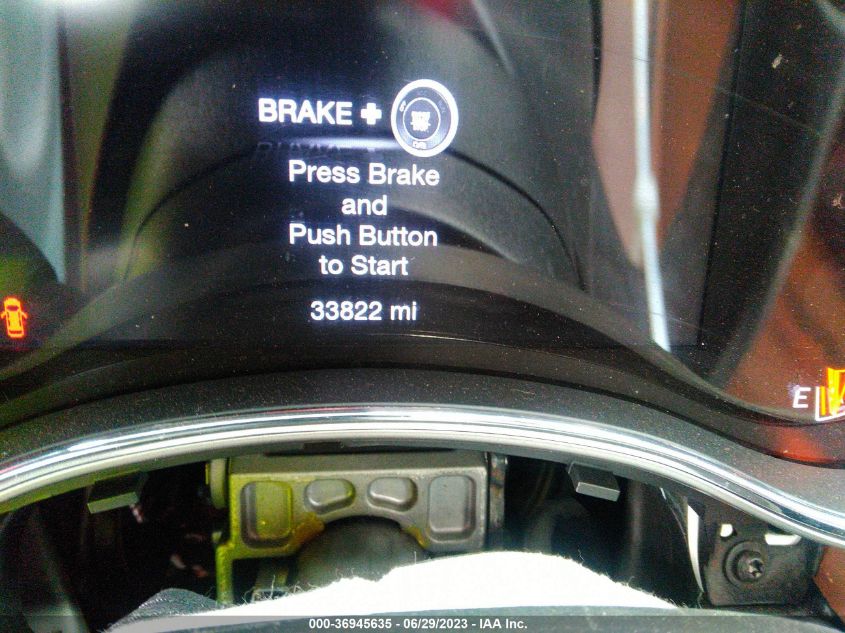 BRAKE +
Press Brake
and
Push Button
to Start
33822 mi
E
000-36945635 - 06/29/2023 - IAA Inc.